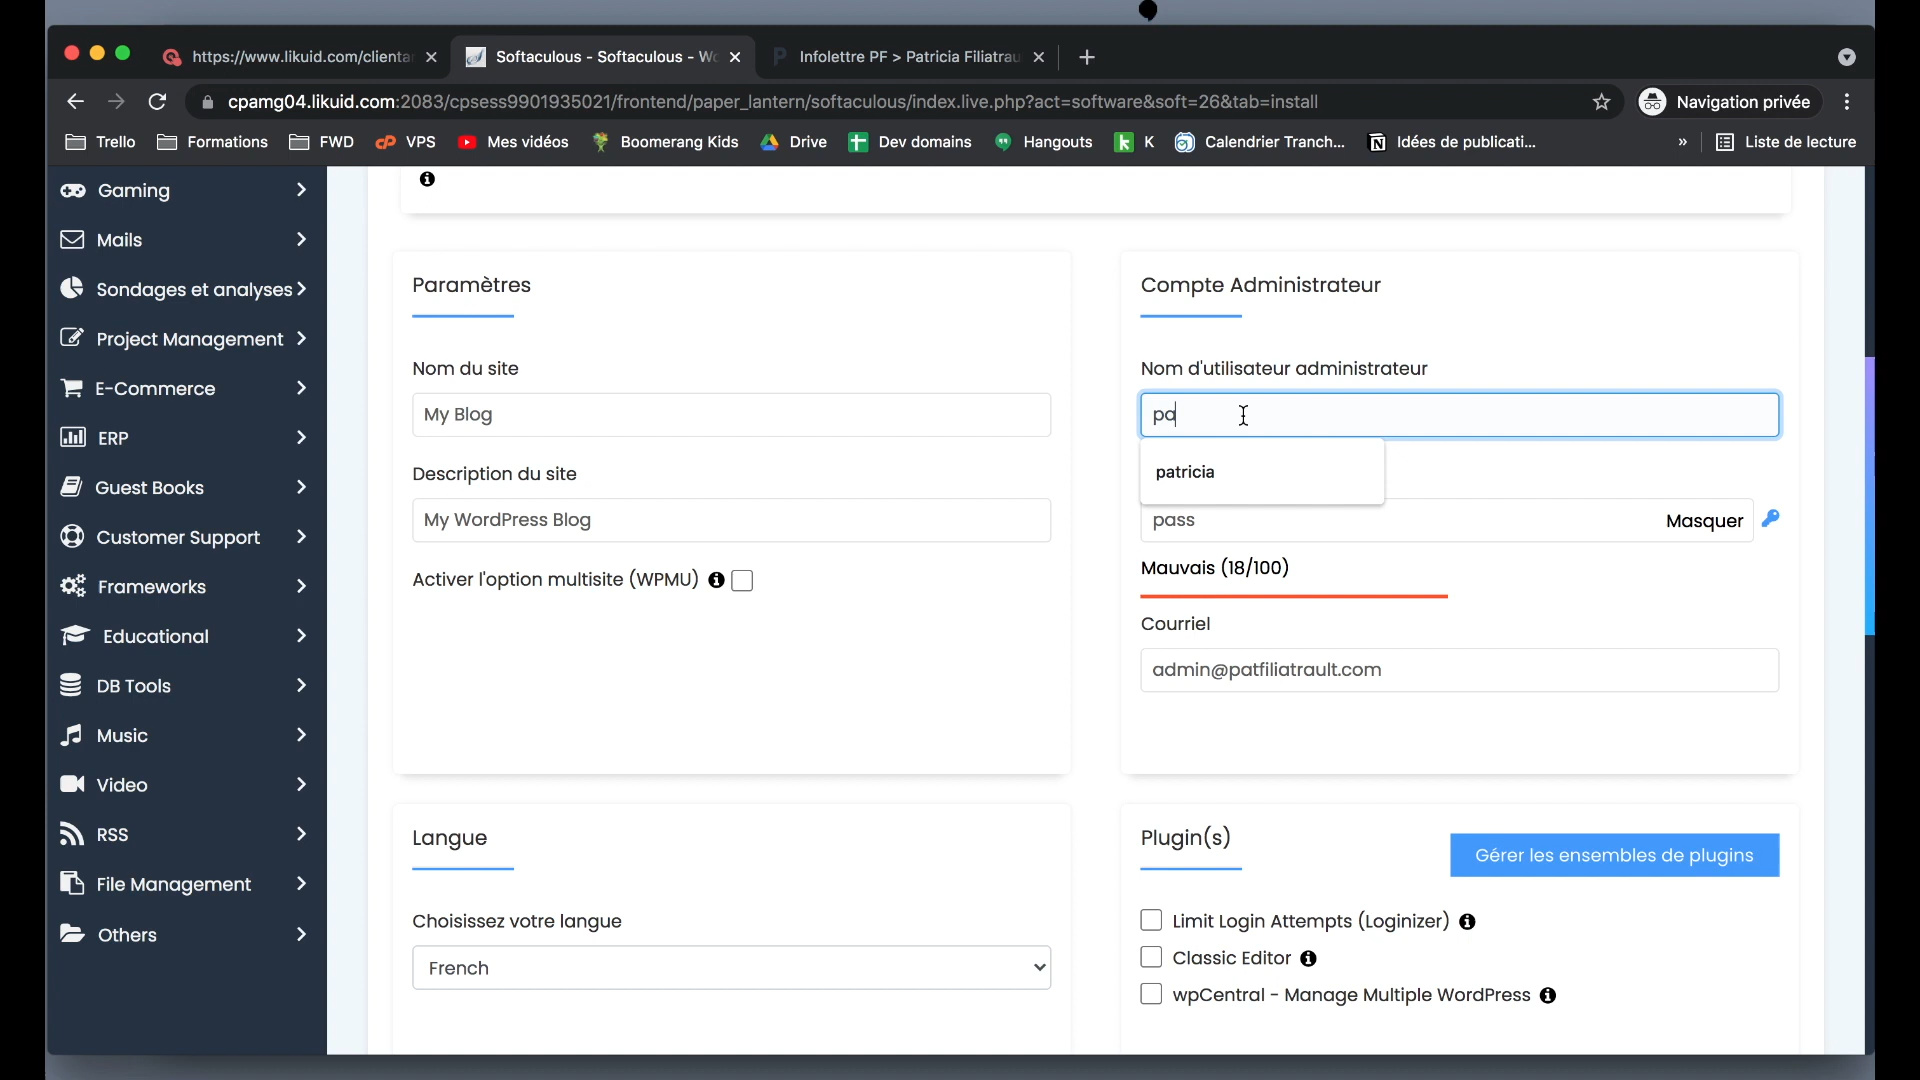 https://www.likuid.com/clientar
Softaculous - Softaculous - Wo
Infolettre PF > Patricia Filiatrau
cpamg04.likuid.com:2083/cpsess9901935021/frontend/paper_lantern/softaculous/index.live.php?act=software&soft=26&tab=install
Navigation privée
Trello
Formations
FWD
VPS
Mes vidéos
Boomerang Kids
Drive
Dev domains
Hangouts
K
Calendrier Tranch...
Idées de publicati...
»
Liste de lecture
Gaming
Mails
Sondages et analyses
Project Management
E-Commerce
ERP
Guest Books
Customer Support
Frameworks
Educational
DB Tools
Music
Video
RSS
File Management
Others
Paramètres
Nom du site
My Blog
Description du site
My WordPress Blog
Activer l'option multisite (WPMU)
Compte Administrateur
Nom d'utilisateur administrateur
pa
patricia
pass
Masquer
Mauvais (18/100)
Courriel
admin@patfiliatrault.com
Langue
Choisissez votre langue
French
Plugin(s)
Gérer les ensembles de plugins
Limit Login Attempts (Loginizer)
Classic Editor
wpCentral - Manage Multiple WordPress